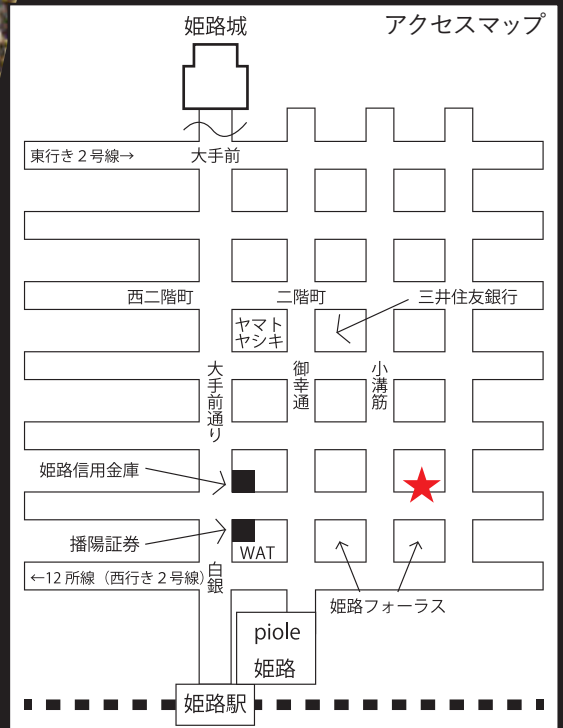 姫路城
アクセスマップ
東行き2号線→
大手前
西二階町
二階町
三井住友銀行
ヤマト
ヤシキ
大手前通り
御幸通
小溝筋
姫路信用金庫
播陽証券
WAT
白銀
←12所線（西行き2号線）
姫路フォーラス
piole
姫路
姫路駅